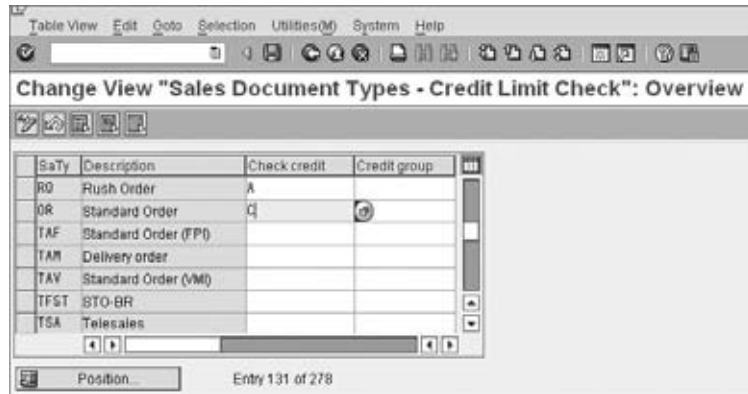 Table View Edit Goto Selection Utilities(M) System Help
Change View "Sales Document Types - Credit Limit Check": Overview
SaTy Description Check credit Credit group
RO Rush Order A
OR Standard Order C
TAF Standard Order (FPI)
TAM Delivery order
TAV Standard Order (VMI)
TFST STO-BR
TSA Telesales
Position... Entry 131 of 278